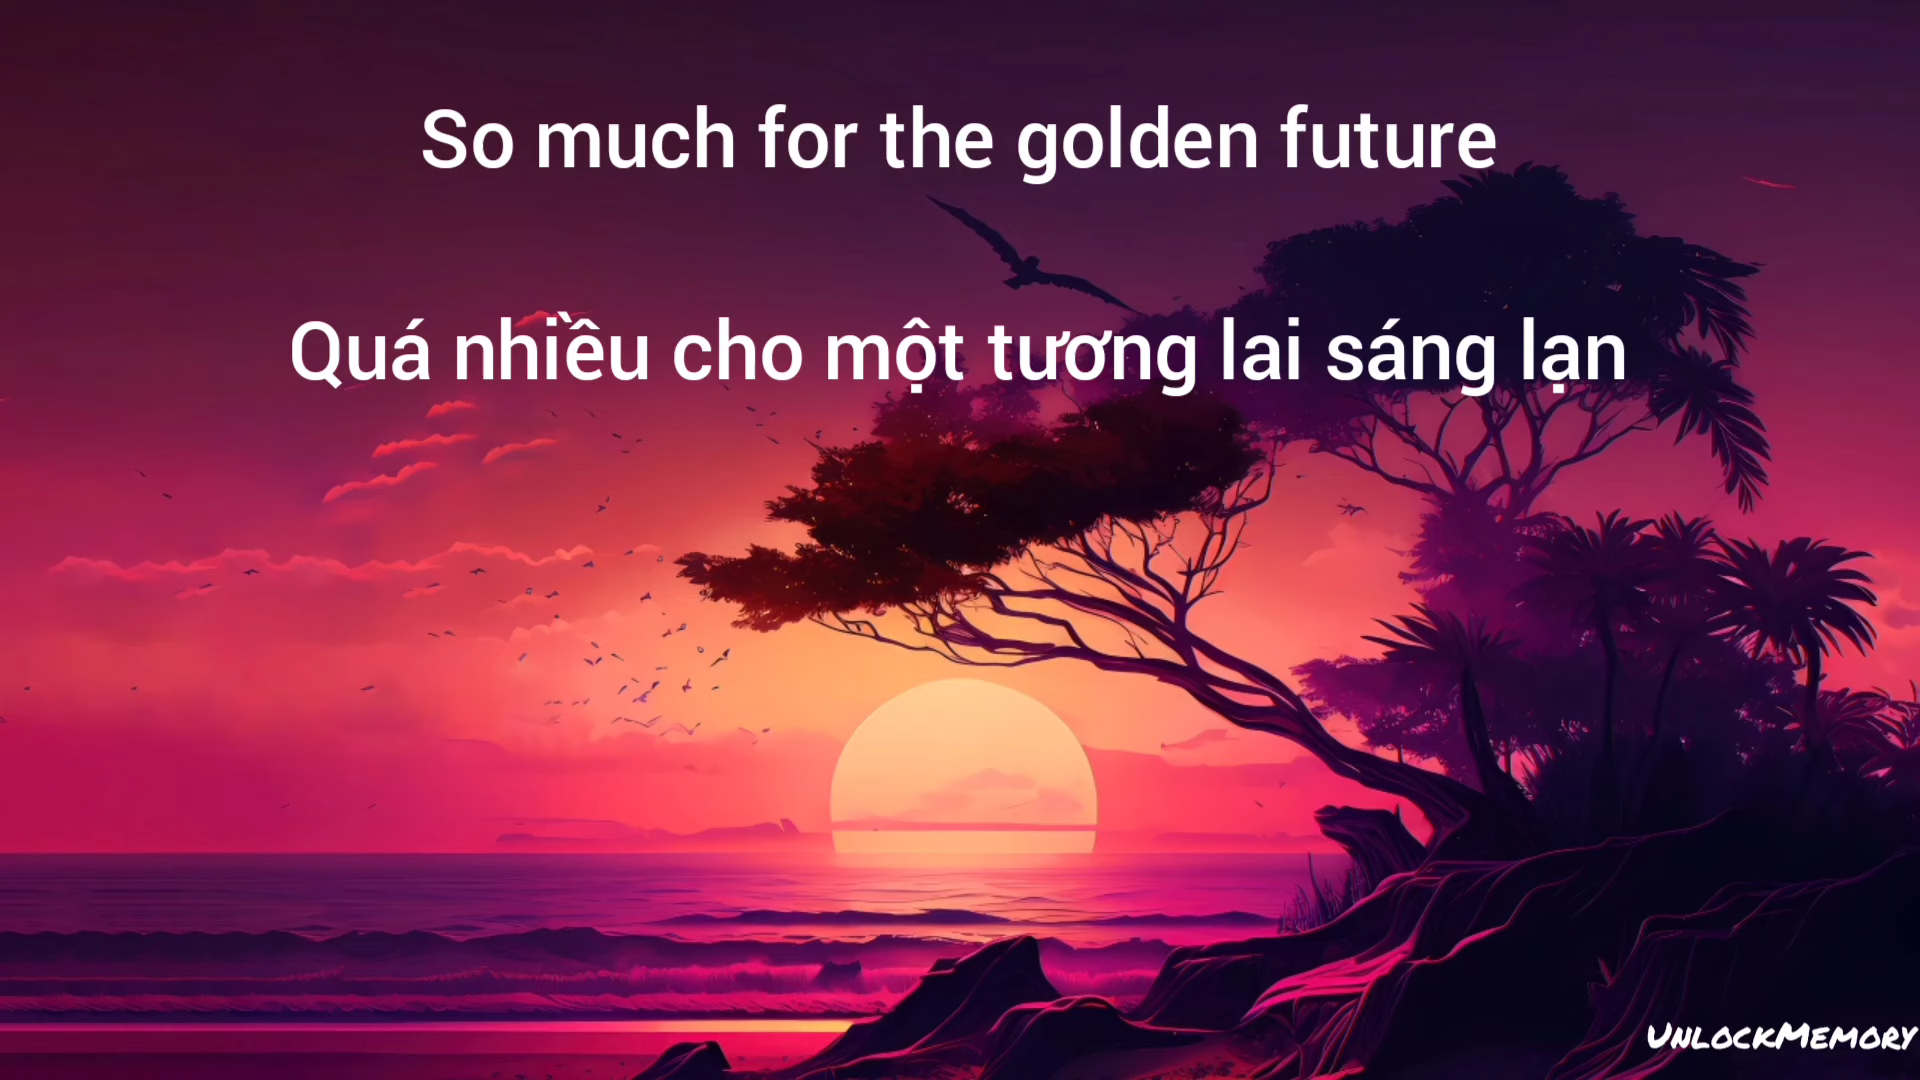 So much for the golden future
Quá nhiều cho một tương lai sáng lạn
UnlockMemory